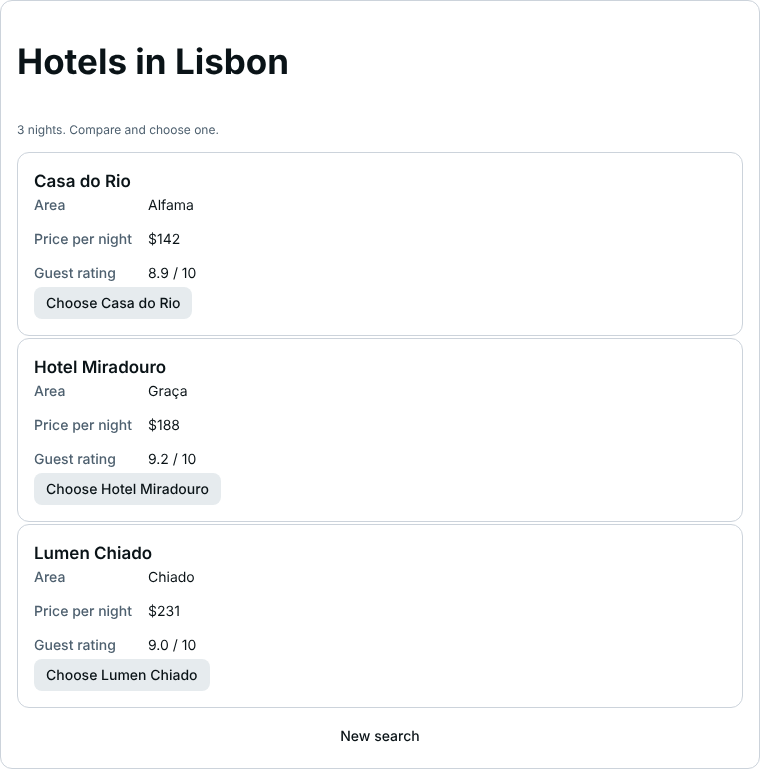 Hotels in Lisbon
3 nights. Compare and choose one.
Casa do Rio
Area Alfama
Price per night $142
Guest rating 8.9 / 10
Choose Casa do Rio
Hotel Miradouro
Area Graça
Price per night $188
Guest rating 9.2 / 10
Choose Hotel Miradouro
Lumen Chiado
Area Chiado
Price per night $231
Guest rating 9.0 / 10
Choose Lumen Chiado
New search